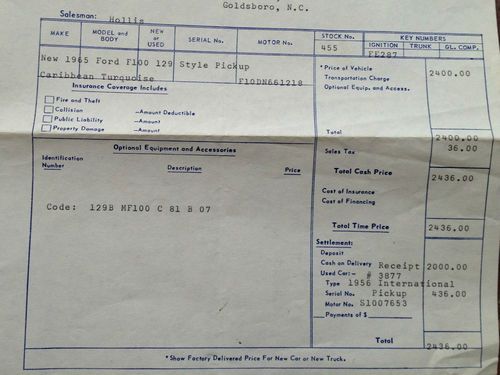 Goldsboro, N.C.
Salesman: Hollis
MAKE MODEL and BODY NEW or USED SERIAL No. MOTOR No. STOCK No. KEY NUMBERS
455 IGNITION TRUNK GL. COMP.
EE287
New 1965 Ford F100 129 Style Pickup
Caribbean Turquoise F10DN661218
*Price of Vehicle 2400.00
Transportation Charge
Optional Equip. and Access.
Insurance Coverage Includes
Fire and Theft
Collision —Amount Deductible
Public Liability —Amount
Property Damage —Amount
Total 2400.00
Sales Tax 36.00
Optional Equipment and Accessories
Identification Number Description Price
Total Cash Price 2436.00
Cost of Insurance
Cost of Financing
Code: 129B MF100 C 81 B 07
Total Time Price 2436.00
Settlement:
Deposit
Cash on Delivery Receipt 2000.00
Used Car:— # 3877
Type 1956 International
Serial No. Pickup 436.00
Motor No. S1007653
Payments of $
Total 2436.00
*Show Factory Delivered Price For New Car or New Truck.